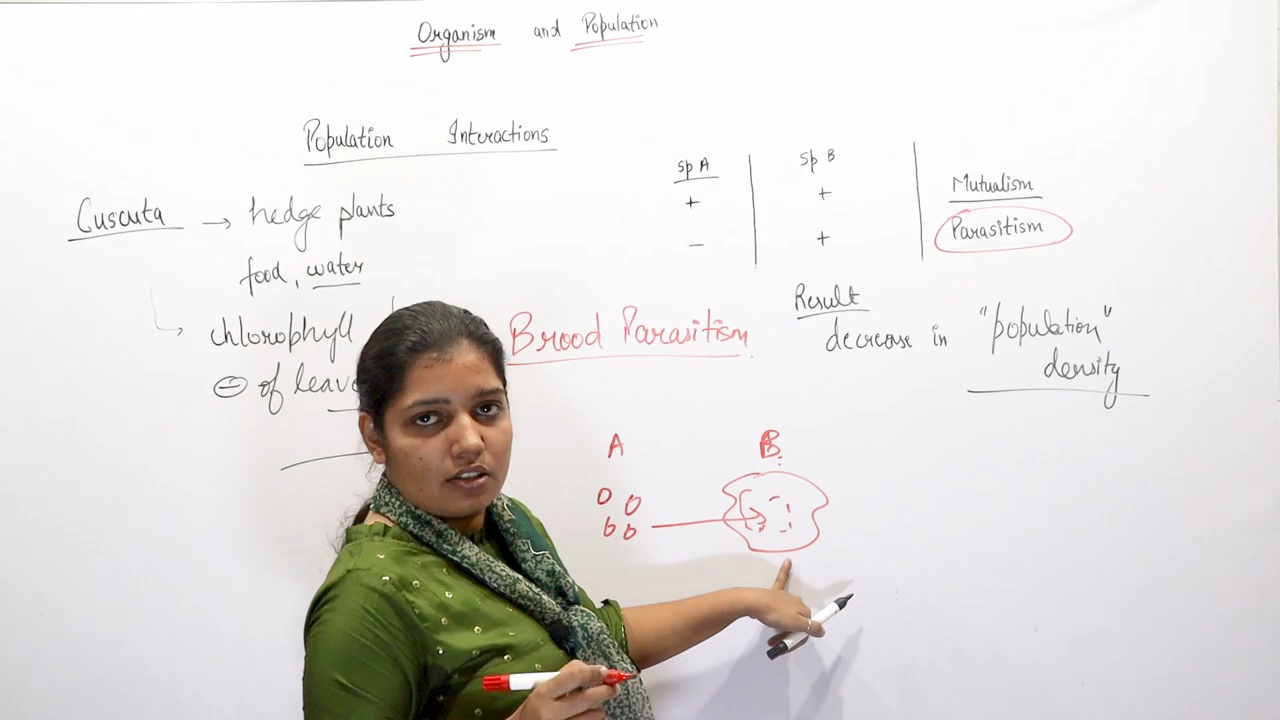 Organism and Population
Population Interactions
Cuscuta → hedge plants
food, water
chlorophyll
⊖ of leave
Brood Parasitism
A B
sp A sp B
+ + Mutualism
− + Parasitism
Result
decrease in "population"
density